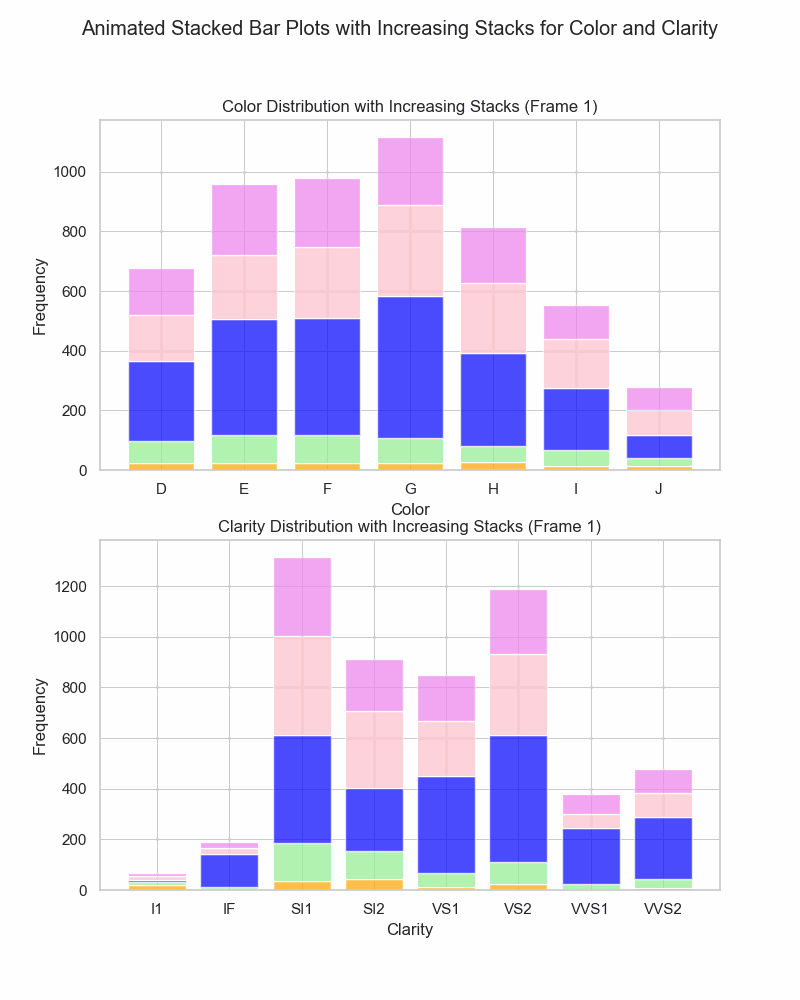 Animated Stacked Bar Plots with Increasing Stacks for Color and Clarity
Color Distribution with Increasing Stacks (Frame 1)
1000
800
600
400
200
0
Frequency
D E F G H I J
Color
Clarity Distribution with Increasing Stacks (Frame 1)
1200
1000
800
600
400
200
0
Frequency
I1 IF SI1 SI2 VS1 VS2 VVS1 VVS2
Clarity